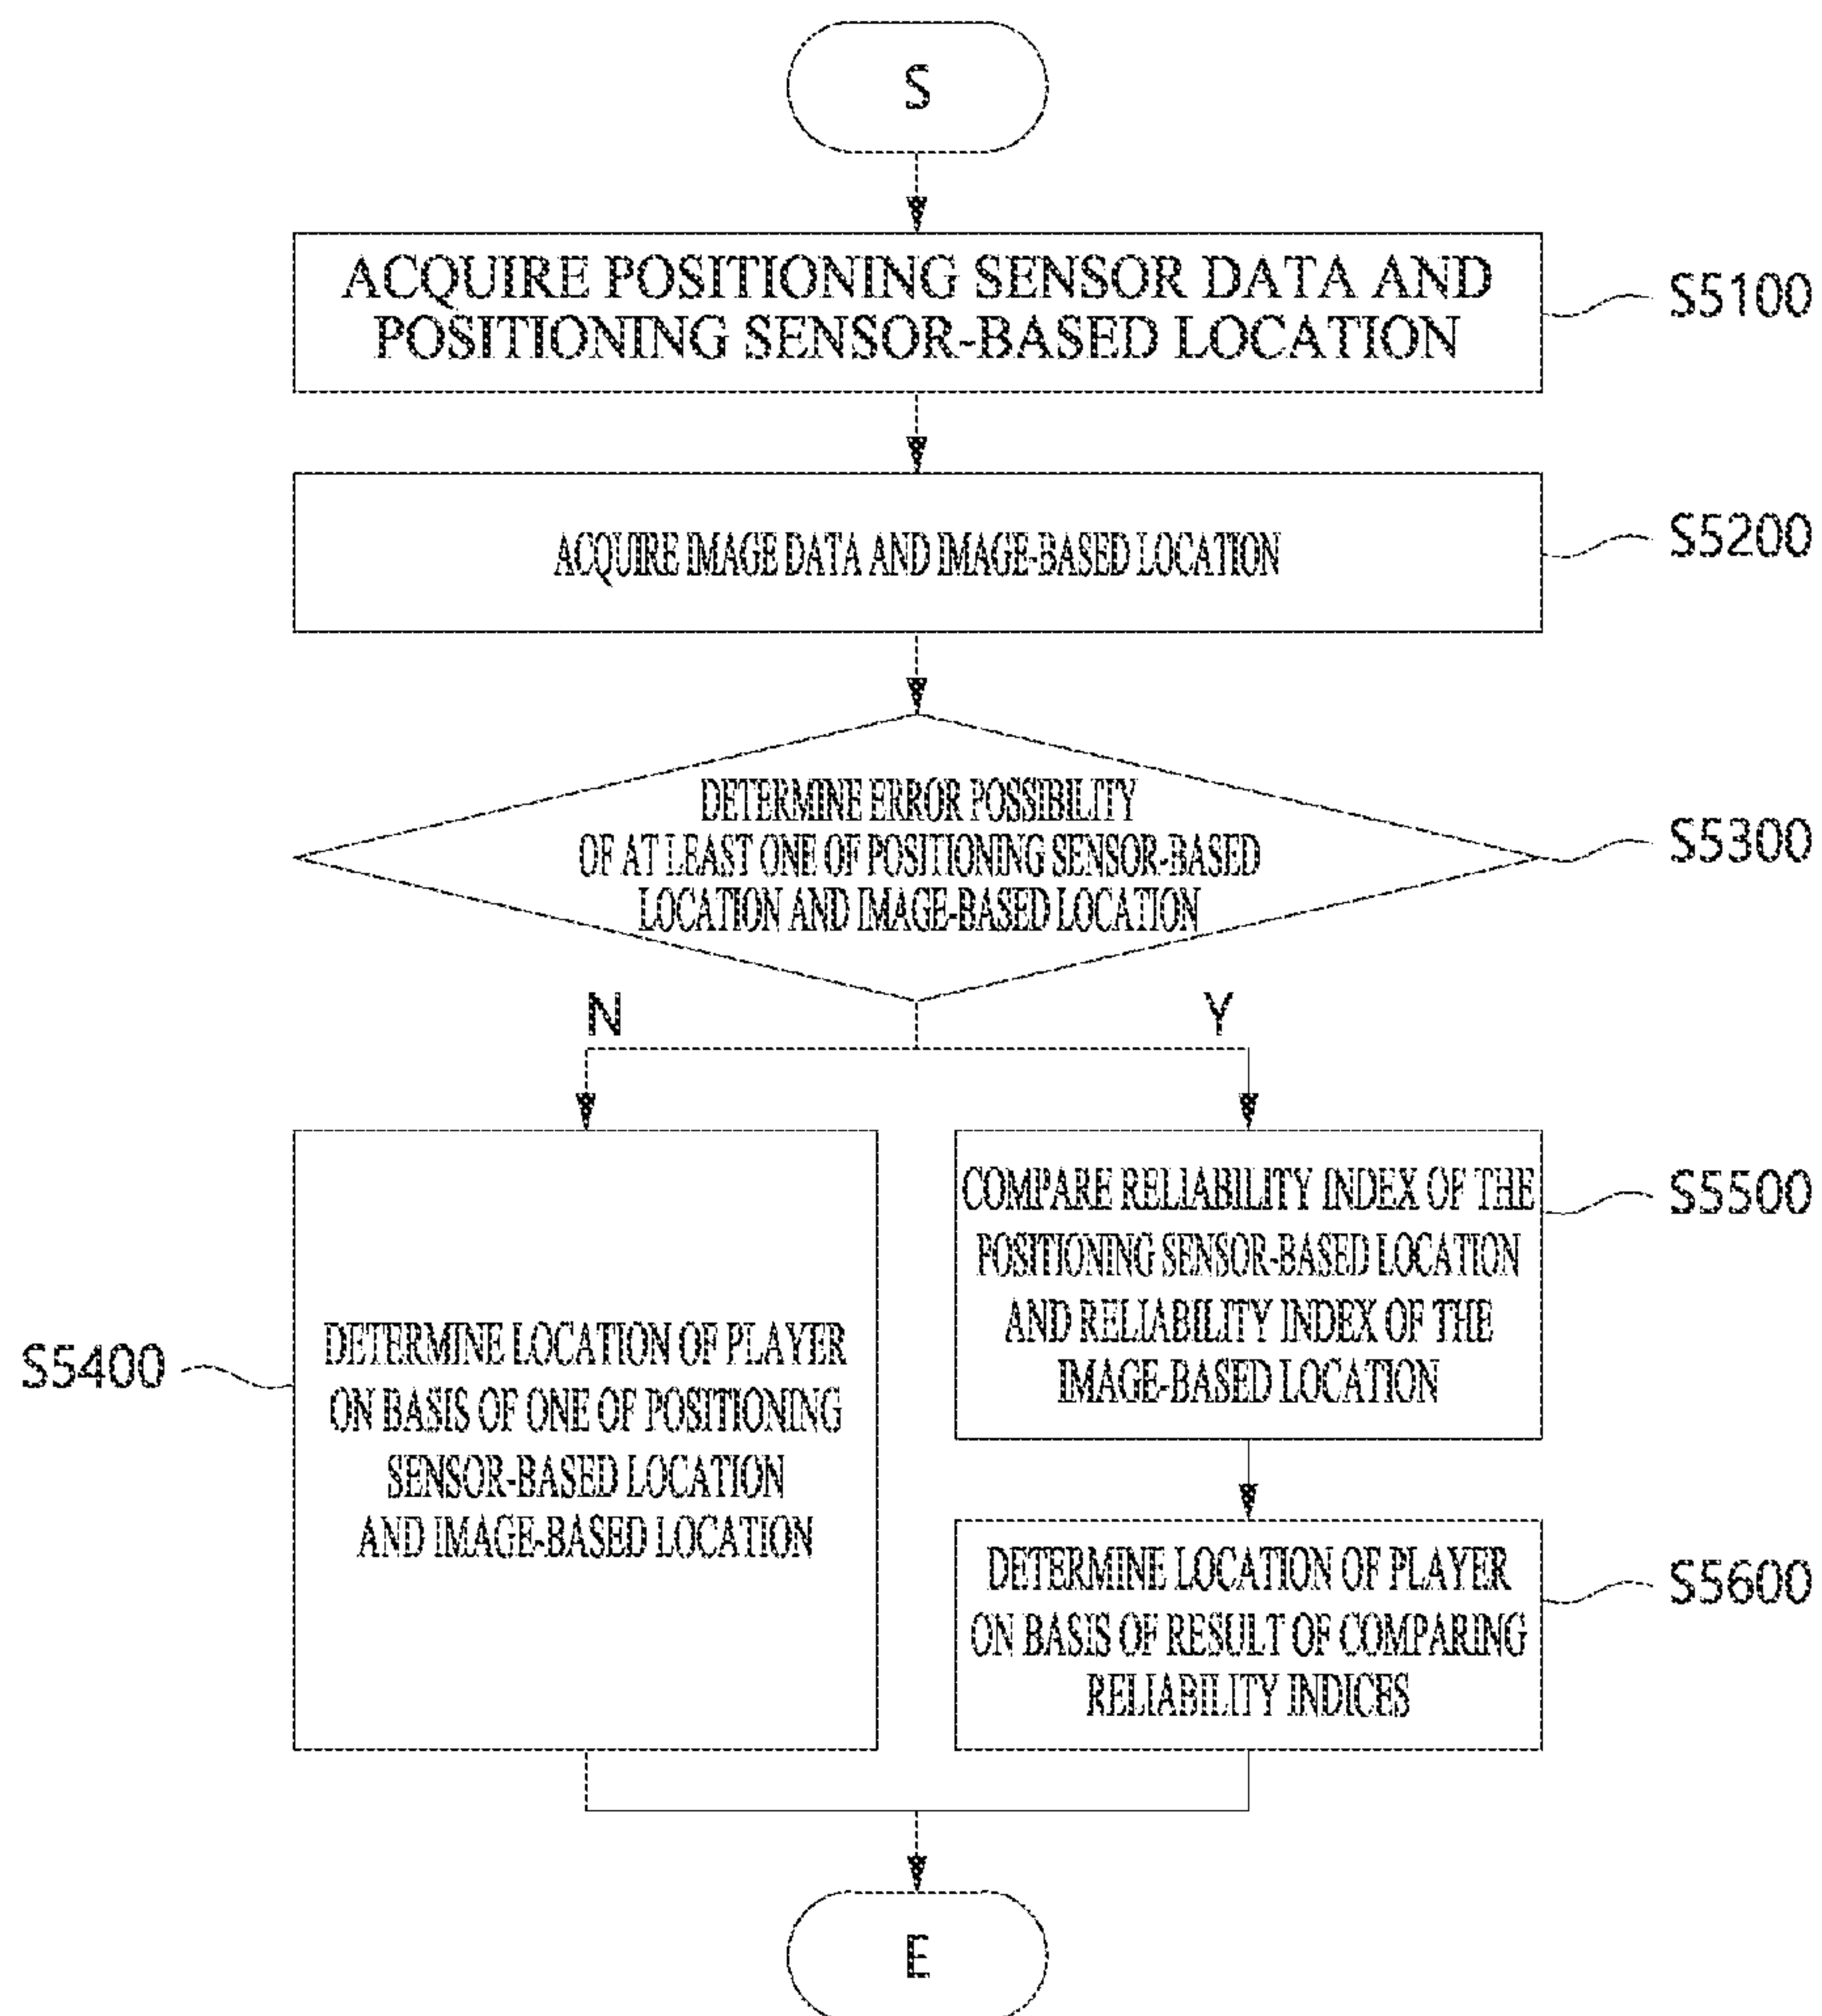 S
ACQUIRE POSITIONING SENSOR DATA AND
POSITIONING SENSOR-BASED LOCATION
S5100
ACQUIRE IMAGE DATA AND IMAGE-BASED LOCATION
S5200
DETERMINE ERROR POSSIBILITY
OF AT LEAST ONE OF POSITIONING SENSOR-BASED
LOCATION AND IMAGE-BASED LOCATION
S5300
N
Y
DETERMINE LOCATION OF PLAYER
ON BASIS OF ONE OF POSITIONING
SENSOR-BASED LOCATION
AND IMAGE-BASED LOCATION
S5400
COMPARE RELIABILITY INDEX OF THE
POSITIONING SENSOR-BASED LOCATION
AND RELIABILITY INDEX OF THE
IMAGE-BASED LOCATION
S5500
DETERMINE LOCATION OF PLAYER
ON BASIS OF RESULT OF COMPARING
RELIABILITY INDICES
S5600
E